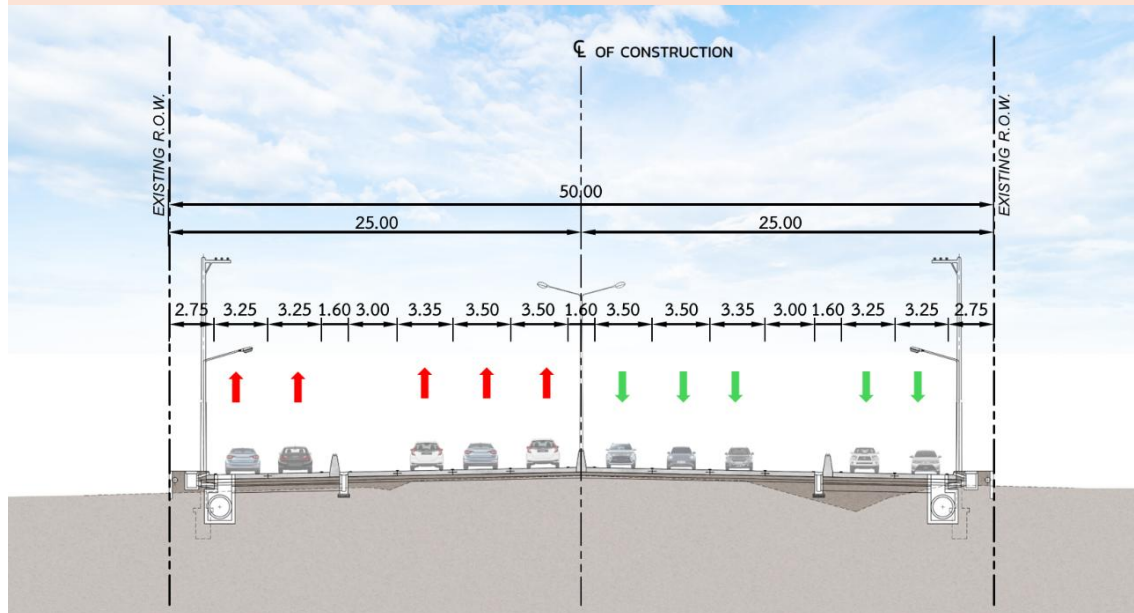 ℄ OF CONSTRUCTION
EXISTING R.O.W.
EXISTING R.O.W.
50.00
25.00 25.00
2.75 3.25 3.25 1.60 3.00 3.35 3.50 3.50 1.60 3.50 3.50 3.35 3.00 1.60 3.25 3.25 2.75